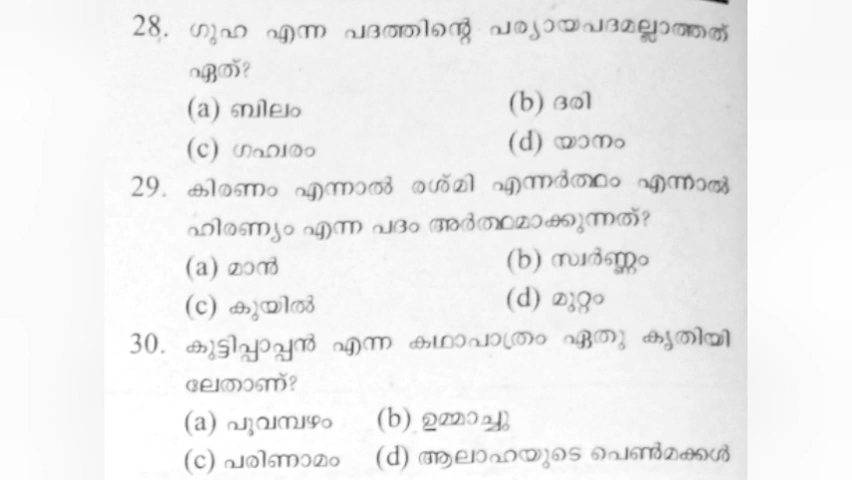 28. ഗുഹ എന്ന പദത്തിന്റെ പര്യായപദമല്ലാത്തത്
ഏത്?
(a) ബിലം (b) ദരി
(c) ഗഹ്വരം (d) യാനം
29. കിരണം എന്നാൽ രശ്മി എന്നർത്ഥം എന്നാൽ
ഹിരണ്യം എന്ന പദം അർത്ഥമാക്കുന്നത്?
(a) മാൻ (b) സ്വർണ്ണം
(c) കുയിൽ (d) മുറ്റം
30. കുട്ടിപ്പാപ്പൻ എന്ന കഥാപാത്രം ഏതു കൃതിയി
ലേതാണ്?
(a) പൂവമ്പഴം (b) ഉമ്മാച്ചു
(c) പരിണാമം (d) ആലാഹയുടെ പെൺമക്കൾ